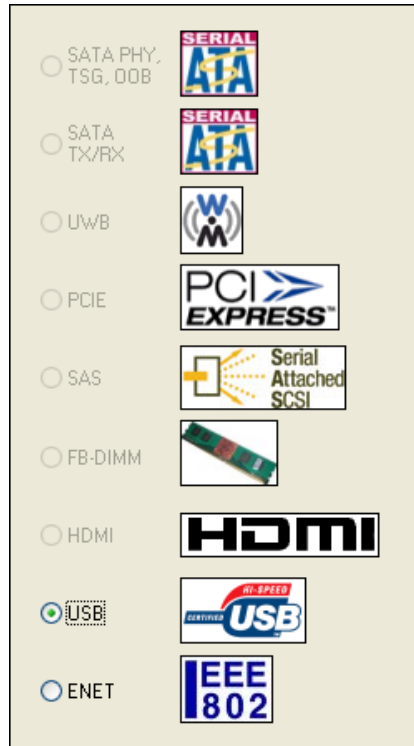 SATA PHY,
TSG, OOB
SERIAL
ATA
SATA
TX/RX
SERIAL
ATA
UWB
W
M
PCIE
PCI
EXPRESS™
SAS
Serial
Attached
SCSI
FB-DIMM
HDMI
HDMI
USB
HI-SPEED
CERTIFIED
USB
ENET
IEEE
802